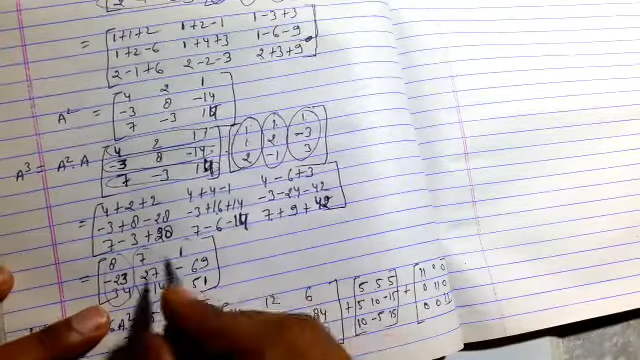 = [1+1+2 1+2-1 1-3+3
1+2-6 1+4+3 1-6-9
2-1+6 2-2-3 2+3+9]
A² = [4 2 1
-3 8 -14
7 -3 14]
A³ = A².A [4 2 1
-3 8 -14
7 -3 14] [1 1 1
1 2 -3
2 -1 3]
= [4+2+2 4+4-1 4-6+3
-3+8-28 -3+16+14 -3-24-42
7-3+28 7-6-14 7+9+42]
= [8 7 1
-23 27 -69
51]
12 6
+ [5 5 5
5 10 -15
10 -5 15] + [11 0 0
0 11 0
0 0 11]